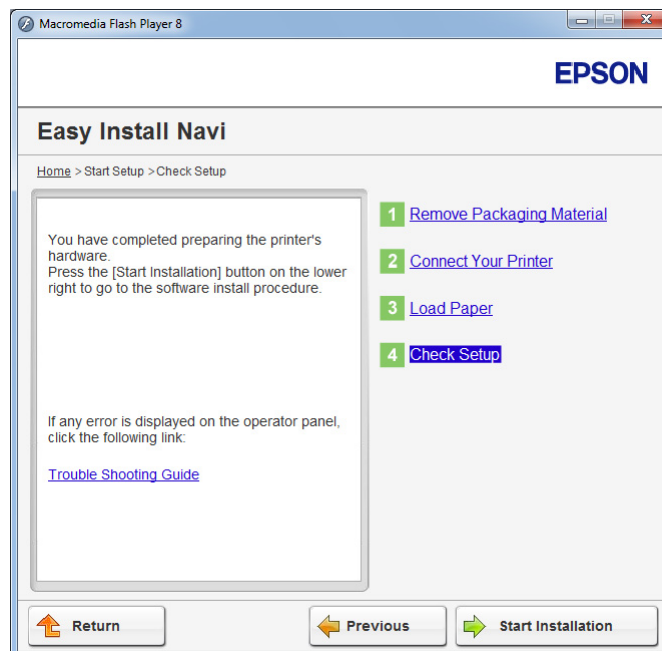 Macromedia Flash Player 8
EPSON
Easy Install Navi
Home > Start Setup > Check Setup
You have completed preparing the printer's
hardware.
Press the [Start Installation] button on the lower
right to go to the software install procedure.
If any error is displayed on the operator panel,
click the following link:
Trouble Shooting Guide
1 Remove Packaging Material
2 Connect Your Printer
3 Load Paper
4 Check Setup
Return
Previous
Start Installation